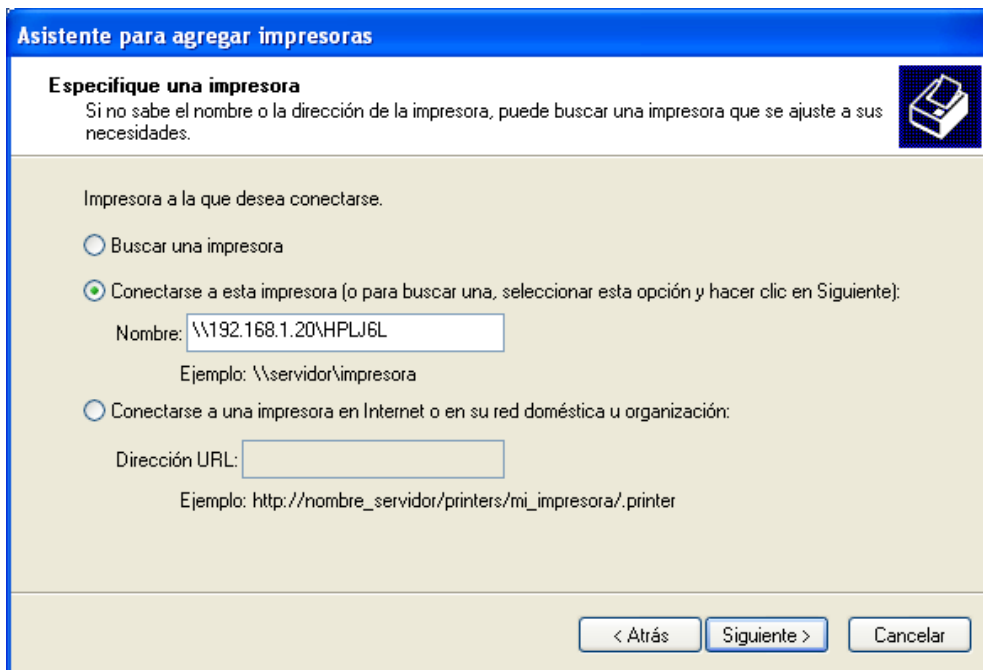 Asistente para agregar impresoras
Especifique una impresora
Si no sabe el nombre o la dirección de la impresora, puede buscar una impresora que se ajuste a sus
necesidades.
Impresora a la que desea conectarse.
Buscar una impresora
Conectarse a esta impresora (o para buscar una, seleccionar esta opción y hacer clic en Siguiente):
Nombre: \\192.168.1.20\HPLJ6L
Ejemplo: \\servidor\impresora
Conectarse a una impresora en Internet o en su red doméstica u organización:
Dirección URL:
Ejemplo: http://nombre_servidor/printers/mi_impresora/.printer
< Atrás Siguiente > Cancelar